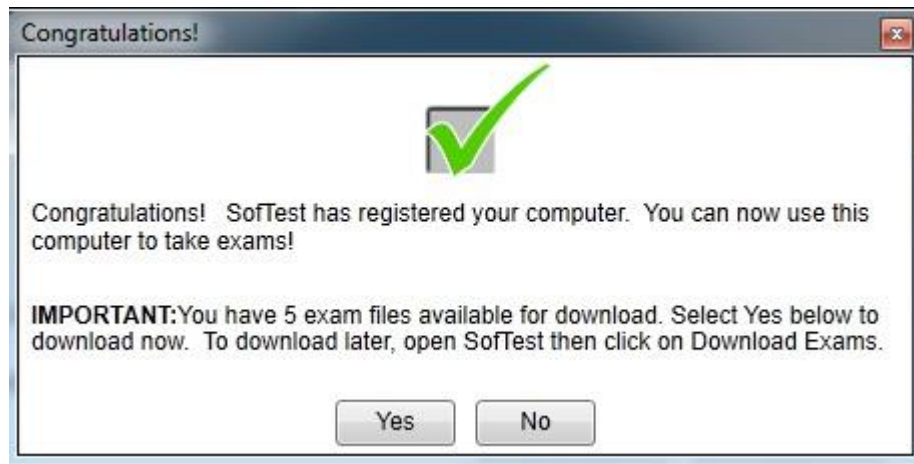 Congratulations!
Congratulations!   SofTest has registered your computer.  You can now use this
computer to take exams!
IMPORTANT:You have 5 exam files available for download. Select Yes below to
download now.  To download later, open SofTest then click on Download Exams.
Yes No